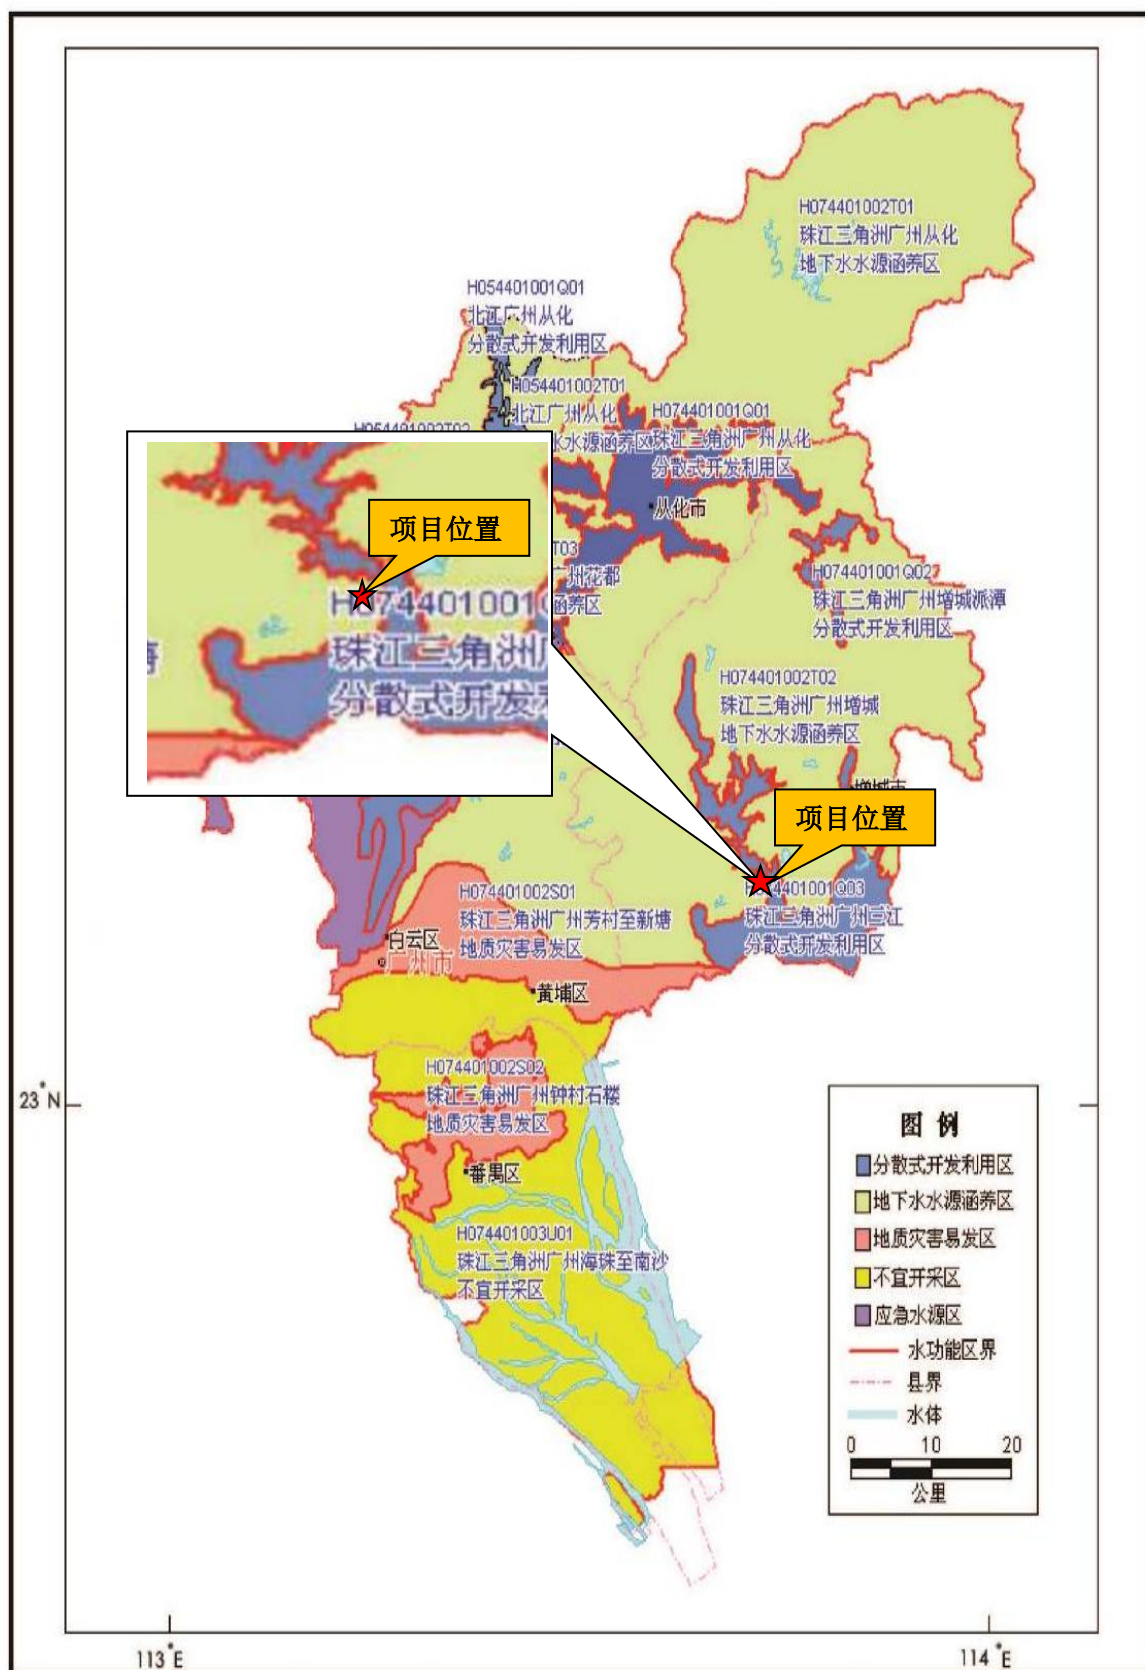 H074401002T01
珠江三角洲广州从化
地下水水源涵养区
H054401001Q01
北江广州从化
分散式开发利用区
H054401002T01
北江广州从化
水水源涵养区
H074401001Q01
珠江三角洲广州从化
分散式开发利用区
从化市
项目位置
H074401001
珠江三角洲
分散式开发
T03
广州花都
涵养区
H074401001Q02
珠江三角洲广州增城派潭
分散式开发利用区
H074401002T02
珠江三角洲广州增城
地下水水源涵养区
增城市
项目位置
H074401001Q03
珠江三角洲广州三江
分散式开发利用区
H074401002S01
珠江三角洲广州芳村至新塘
地质灾害易发区
白云区
广州市
黄埔区
H074401002S02
珠江三角洲广州钟村石楼
地质灾害易发区
番禺区
H074401003U01
珠江三角洲广州海珠至南沙
不宜开采区
23°N
图 例
分散式开发利用区
地下水水源涵养区
地质灾害易发区
不宜开采区
应急水源区
水功能区界
县界
水体
0 10 20
公里
113°E
114°E